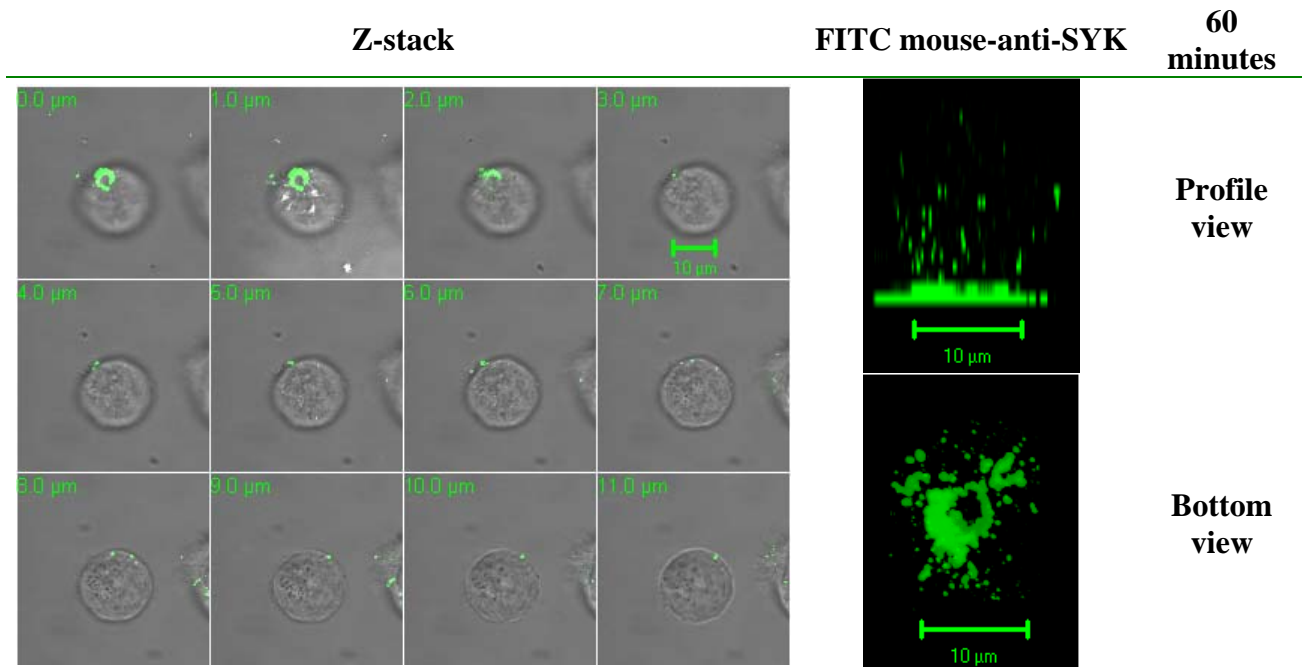 Z-stack
FITC mouse-anti-SYK
60
minutes
0.0 µm
1.0 µm
2.0 µm
3.0 µm
10 µm
4.0 µm
5.0 µm
6.0 µm
7.0 µm
8.0 µm
9.0 µm
10.0 µm
11.0 µm
10 µm
Profile
view
10 µm
Bottom
view